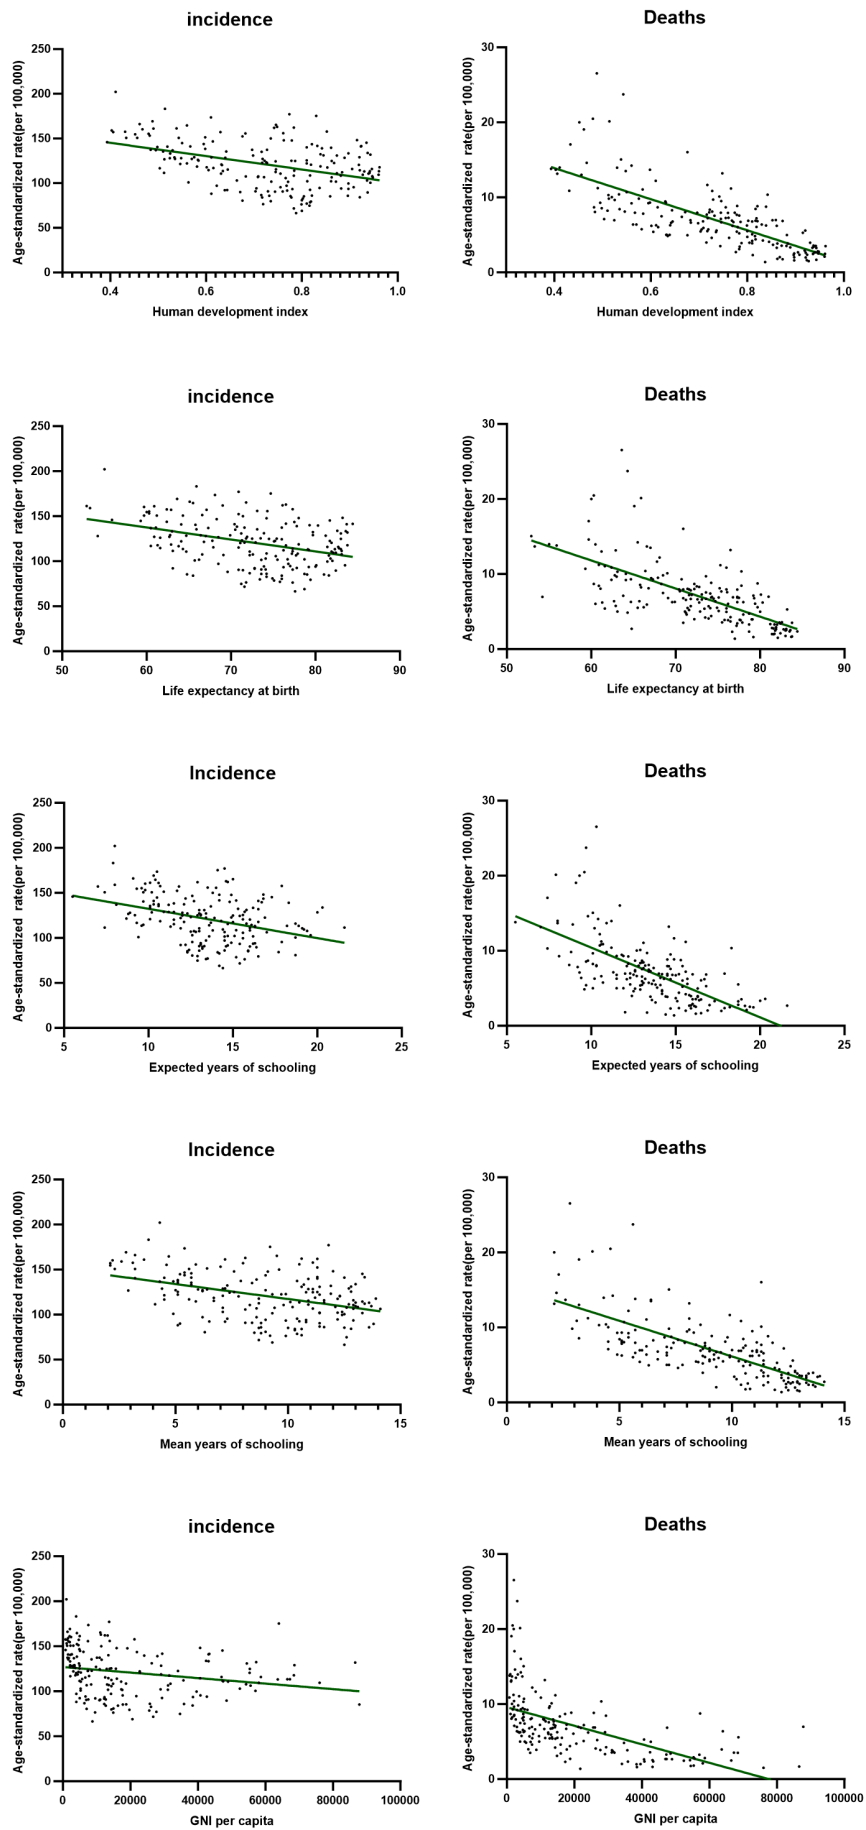 incidence
Age-standardized rate(per 100,000)
250
200
150
100
50
0
0.4 0.6 0.8 1.0
Human development index
Deaths
Age-standardized rate(per 100,000)
30
20
10
0
0.4 0.6 0.8 1.0
Human development index
incidence
Age-standardized rate(per 100,000)
250
200
150
100
50
0
50 60 70 80 90
Life expectancy at birth
Deaths
Age-standardized rate(per 100,000)
30
20
10
0
50 60 70 80 90
Life expectancy at birth
Incidence
Age-standardized rate(per 100,000)
250
200
150
100
50
0
5 10 15 20 25
Expected years of schooling
Deaths
Age-standardized rate(per 100,000)
30
20
10
0
5 10 15 20 25
Expected years of schooling
Incidence
Age-standardized rate(per 100,000)
250
200
150
100
50
0
0 5 10 15
Mean years of schooling
Deaths
Age-standardized rate(per 100,000)
30
20
10
0
0 5 10 15
Mean years of schooling
incidence
Age-standardized rate(per 100,000)
250
200
150
100
50
0
0 20000 40000 60000 80000 100000
GNI per capita
Deaths
Age-standardized rate(per 100,000)
30
20
10
0
0 20000 40000 60000 80000 100000
GNI per capita